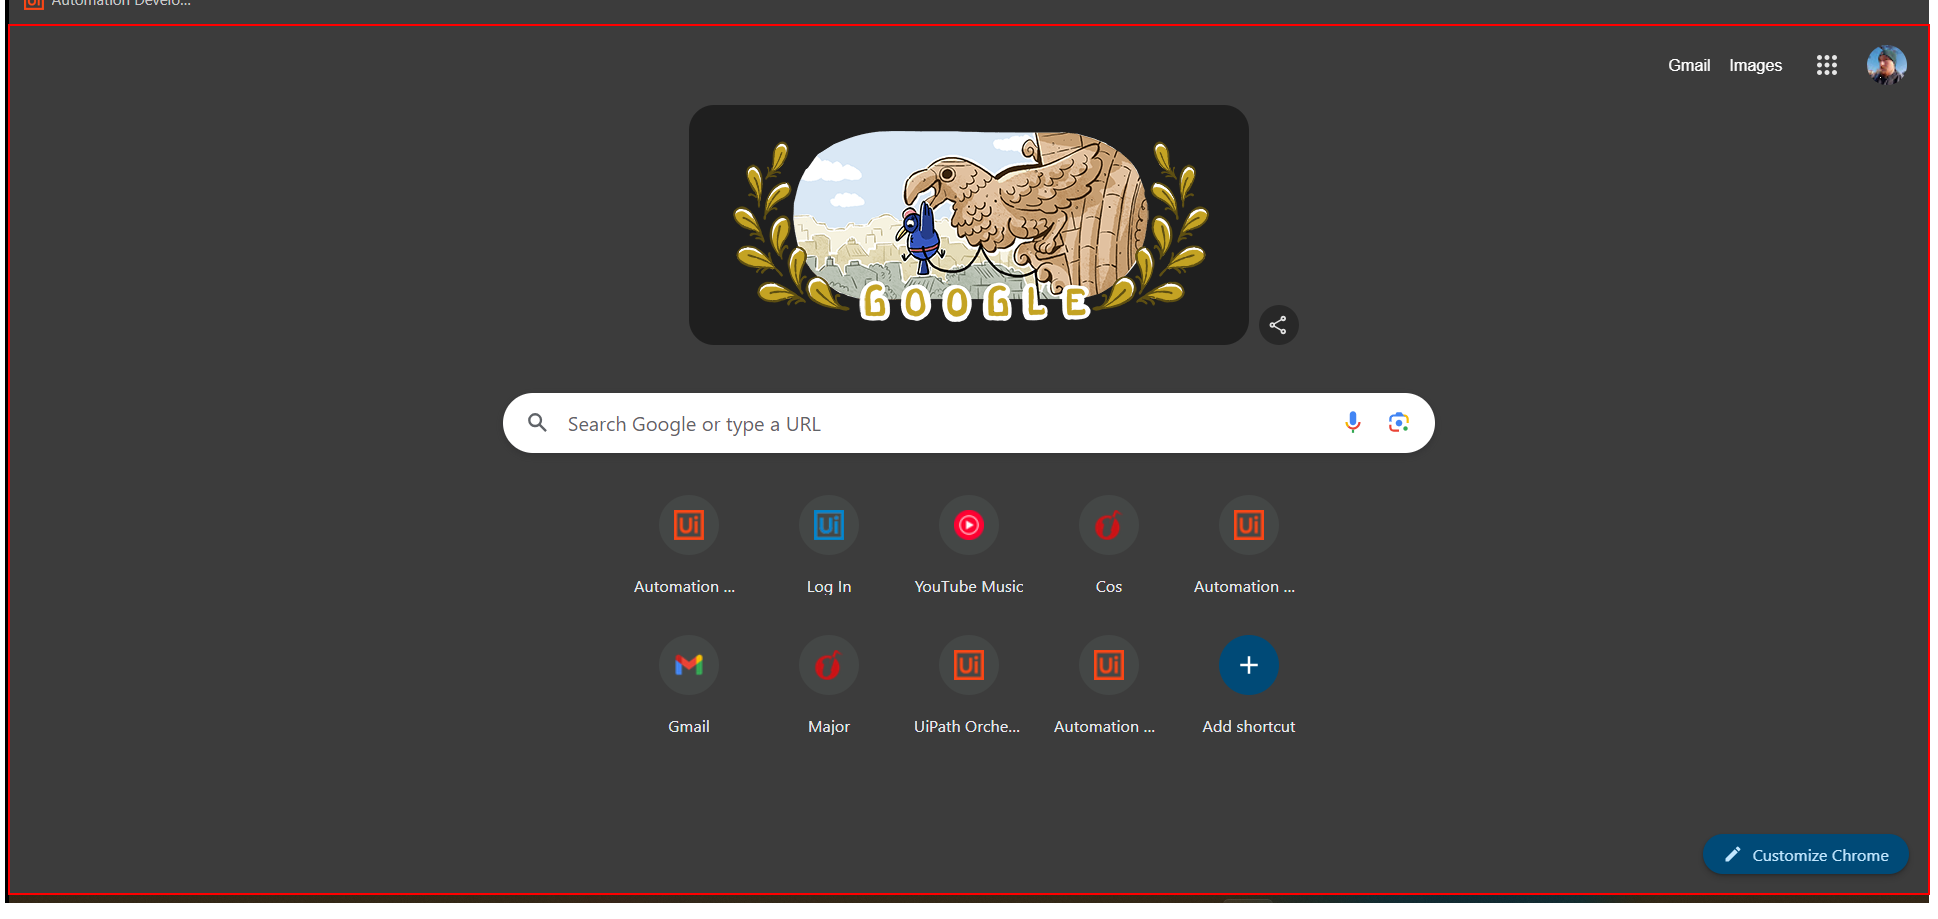 Automation Develo...
Gmail Images
GOOGLE
Search Google or type a URL
Ui Ui Ui
Automation ... Log In YouTube Music Cos Automation ...
Ui Ui
Gmail Major UiPath Orche... Automation ... Add shortcut
Customize Chrome